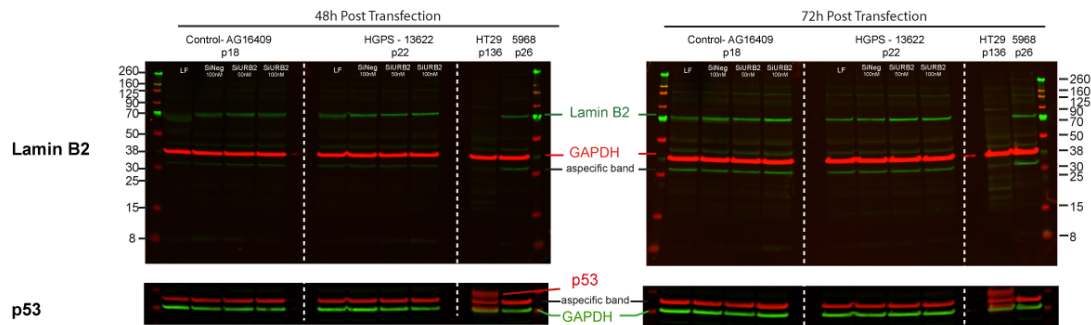 48h Post Transfection
72h Post Transfection
Control- AG16409
p18
HGPS - 13622
p22
HT29
p136
5968
p26
Control- AG16409
p18
HGPS - 13622
p22
HT29
p136
5968
p26
LF
SiNeg
100nM
SiURB2
50nM
SiURB2
100nM
LF
SiNeg
100nM
SiURB2
50nM
SiURB2
100nM
LF
SiNeg
100nM
SiURB2
50nM
SiURB2
100nM
LF
SiNeg
100nM
SiURB2
50nM
SiURB2
100nM
Lamin B2
260
160
125
90
70
50
38
30
25
15
8
Lamin B2
GAPDH
aspecific band
260
160
125
90
70
50
38
30
25
15
8
p53
p53
aspecific band
GAPDH